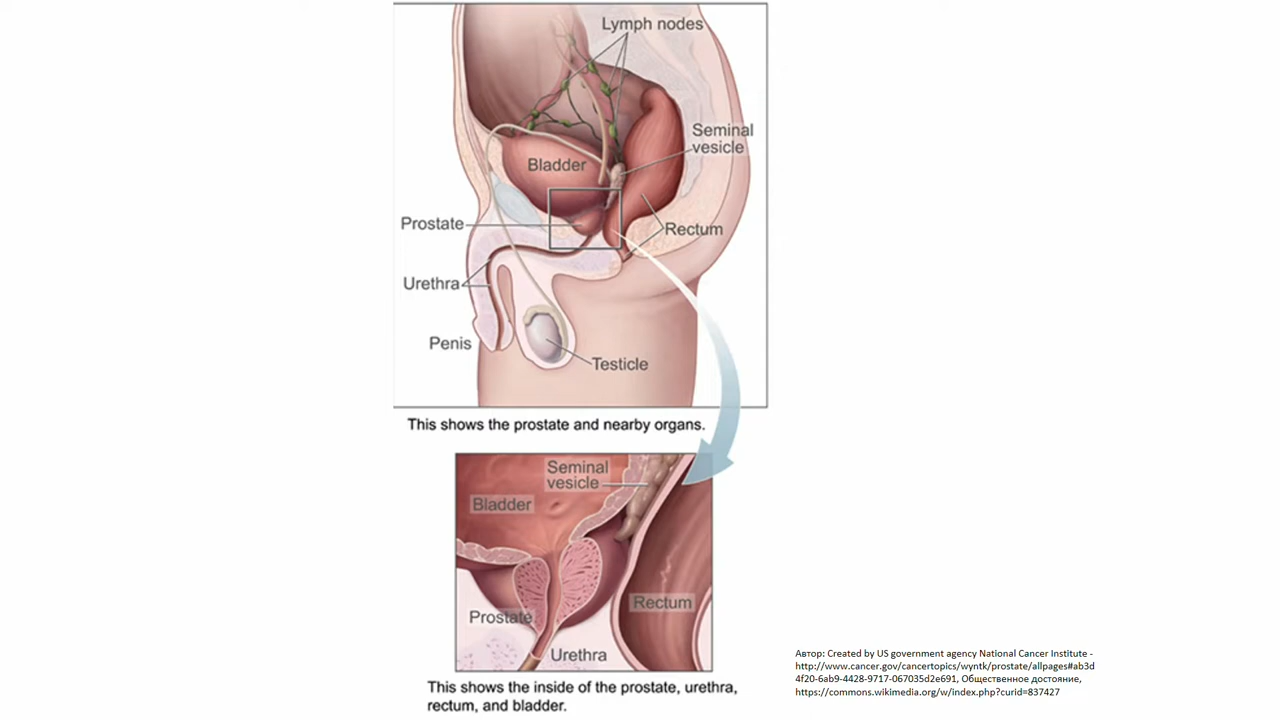 Lymph nodes
Seminal
vesicle
Bladder
Prostate
Rectum
Urethra
Penis
Testicle
This shows the prostate and nearby organs.
Seminal
vesicle
Bladder
Rectum
Prostate
Urethra
This shows the inside of the prostate, urethra,
rectum, and bladder.
Автор: Created by US government agency National Cancer Institute -
http://www.cancer.gov/cancertopics/wyntk/prostate/allpages#ab3d
4f20-6ab9-4428-9717-067035d2e691, Общественное достояние,
https://commons.wikimedia.org/w/index.php?curid=837427